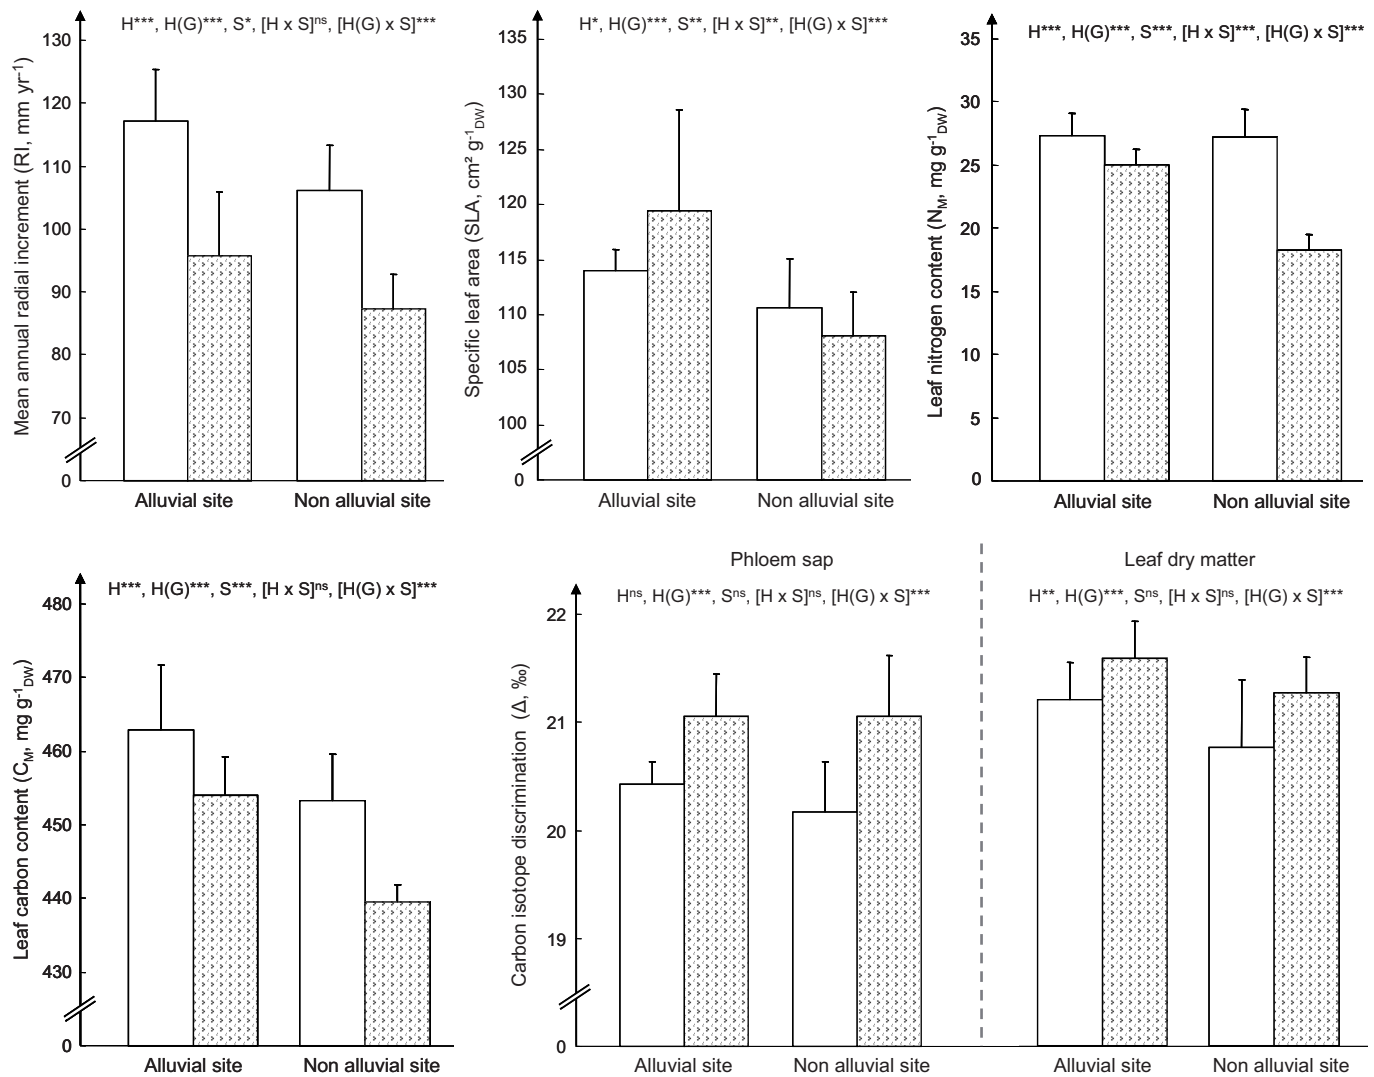 H***, H(G)***, S*, [H x S]ns, [H(G) x S]***
Mean annual radial increment (RI, mm yr-1)
130
120
110
100
90
80
70
0
Alluvial site
Non alluvial site
H*, H(G)***, S**, [H x S]**, [H(G) x S]***
Specific leaf area (SLA, cm² g-1DW)
135
130
125
120
115
110
105
100
0
Alluvial site
Non alluvial site
H***, H(G)***, S***, [H x S]***, [H(G) x S]***
Leaf nitrogen content (NM, mg g-1DW)
35
30
25
20
15
10
5
0
Alluvial site
Non alluvial site
H***, H(G)***, S***, [H x S]ns, [H(G) x S]***
Leaf carbon content (CM, mg g-1DW)
480
470
460
450
440
430
0
Alluvial site
Non alluvial site
Phloem sap
Hns, H(G)***, Sns, [H x S]ns, [H(G) x S]***
Carbon isotope discrimination (Δ, ‰)
22
21
20
19
0
Alluvial site
Non alluvial site
Leaf dry matter
H**, H(G)***, Sns, [H x S]ns, [H(G) x S]***
Alluvial site
Non alluvial site